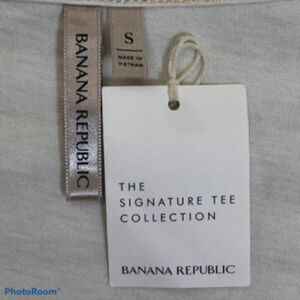 BANANA REPUBLIC
S
MADE IN
VIETNAM
THE
SIGNATURE TEE
COLLECTION
BANANA REPUBLIC
PhotoRoom